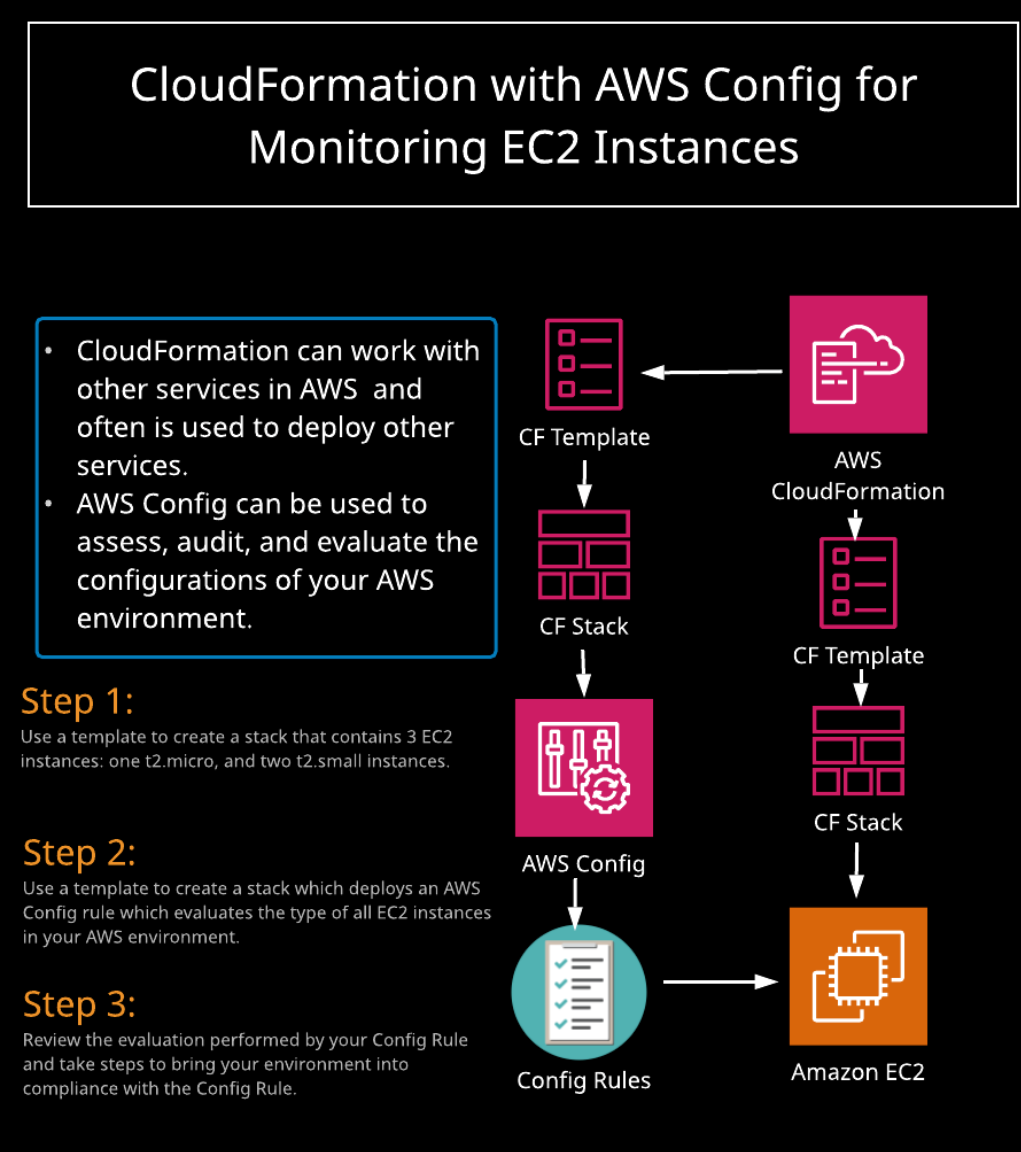 CloudFormation with AWS Config for
Monitoring EC2 Instances
• CloudFormation can work with
other services in AWS  and
often is used to deploy other
services.
• AWS Config can be used to
assess, audit, and evaluate the
configurations of your AWS
environment.
Step 1:
Use a template to create a stack that contains 3 EC2
instances: one t2.micro, and two t2.small instances.
Step 2:
Use a template to create a stack which deploys an AWS
Config rule which evaluates the type of all EC2 instances
in your AWS environment.
Step 3:
Review the evaluation performed by your Config Rule
and take steps to bring your environment into
compliance with the Config Rule.
CF Template
CF Stack
AWS Config
Config Rules
AWS
CloudFormation
CF Template
CF Stack
Amazon EC2